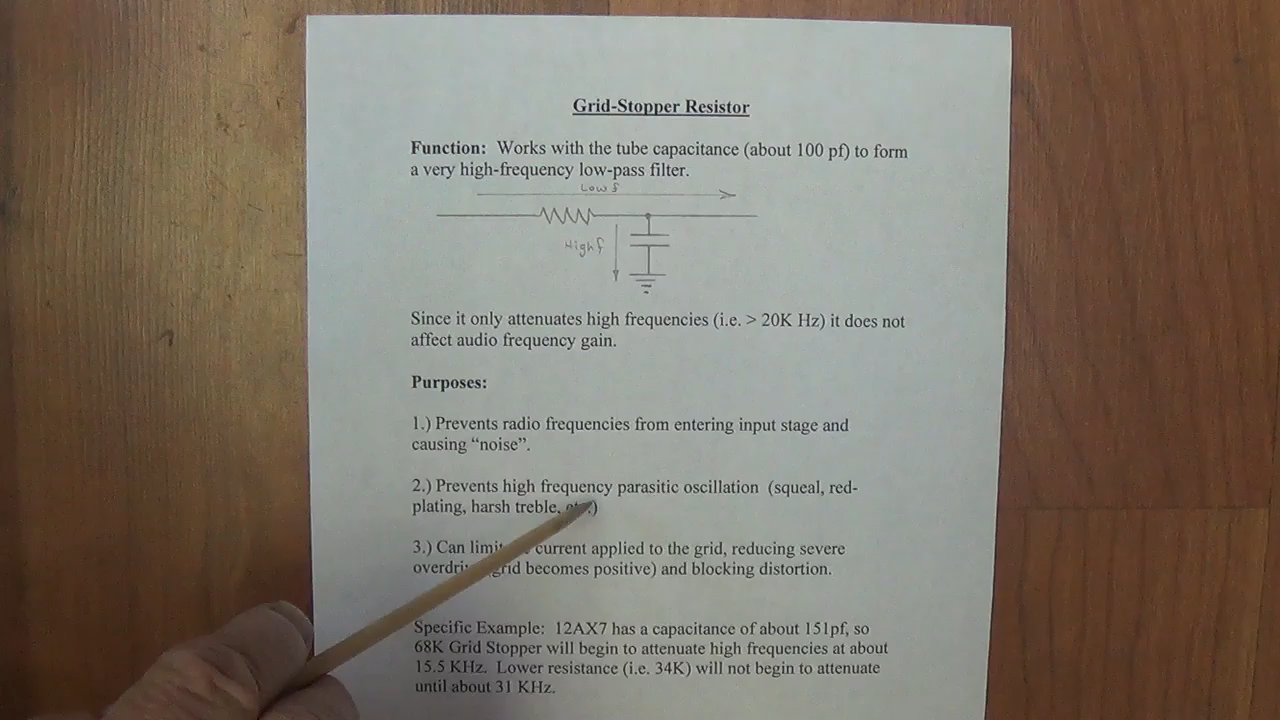 Grid-Stopper Resistor
Function: Works with the tube capacitance (about 100 pf) to form
a very high-frequency low-pass filter.
Low f
High f
Since it only attenuates high frequencies (i.e. > 20K Hz) it does not
affect audio frequency gain.
Purposes:
1.) Prevents radio frequencies from entering input stage and
causing “noise”.
2.) Prevents high frequency parasitic oscillation (squeal, red-
plating, harsh treble,
3.) Can limit current applied to the grid, reducing severe
grid becomes positive) and blocking distortion.
Specific Example: 12AX7 has a capacitance of about 151pf, so
68K Grid Stopper will begin to attenuate high frequencies at about
15.5 KHz. Lower resistance (i.e. 34K) will not begin to attenuate
until about 31 KHz.